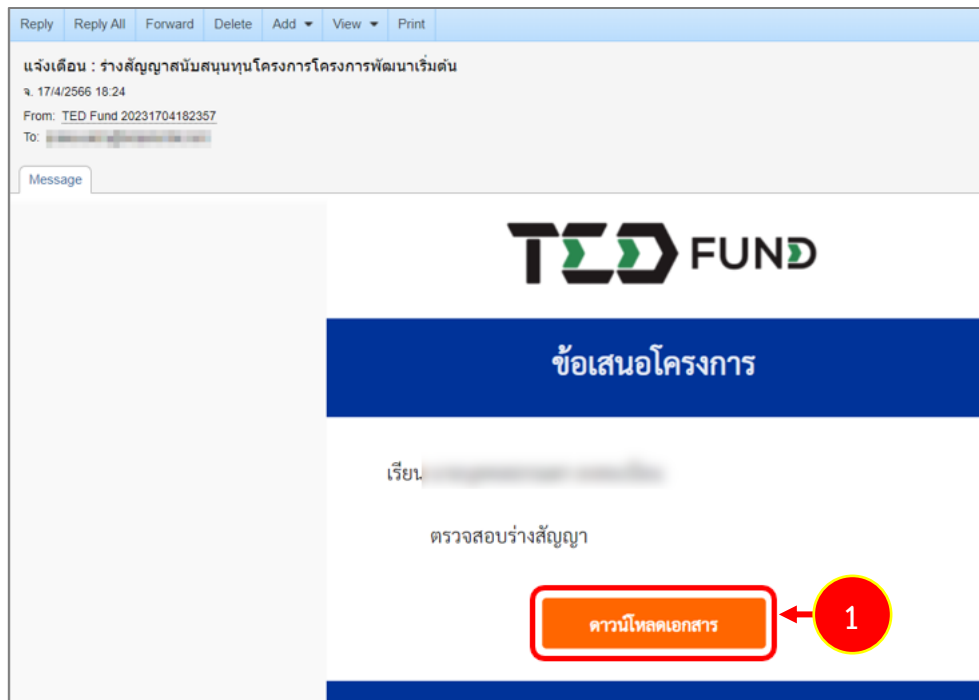 Reply Reply All Forward Delete Add View Print
แจ้งเตือน : ร่างสัญญาสนับสนุนทุนโครงการโครงการพัฒนาเริ่มต้น
จ. 17/4/2566 18:24
From: TED Fund 20231704182357
To:
Message
TED FUND
ข้อเสนอโครงการ
เรียน
ตรวจสอบร่างสัญญา
ดาวน์โหลดเอกสาร
1